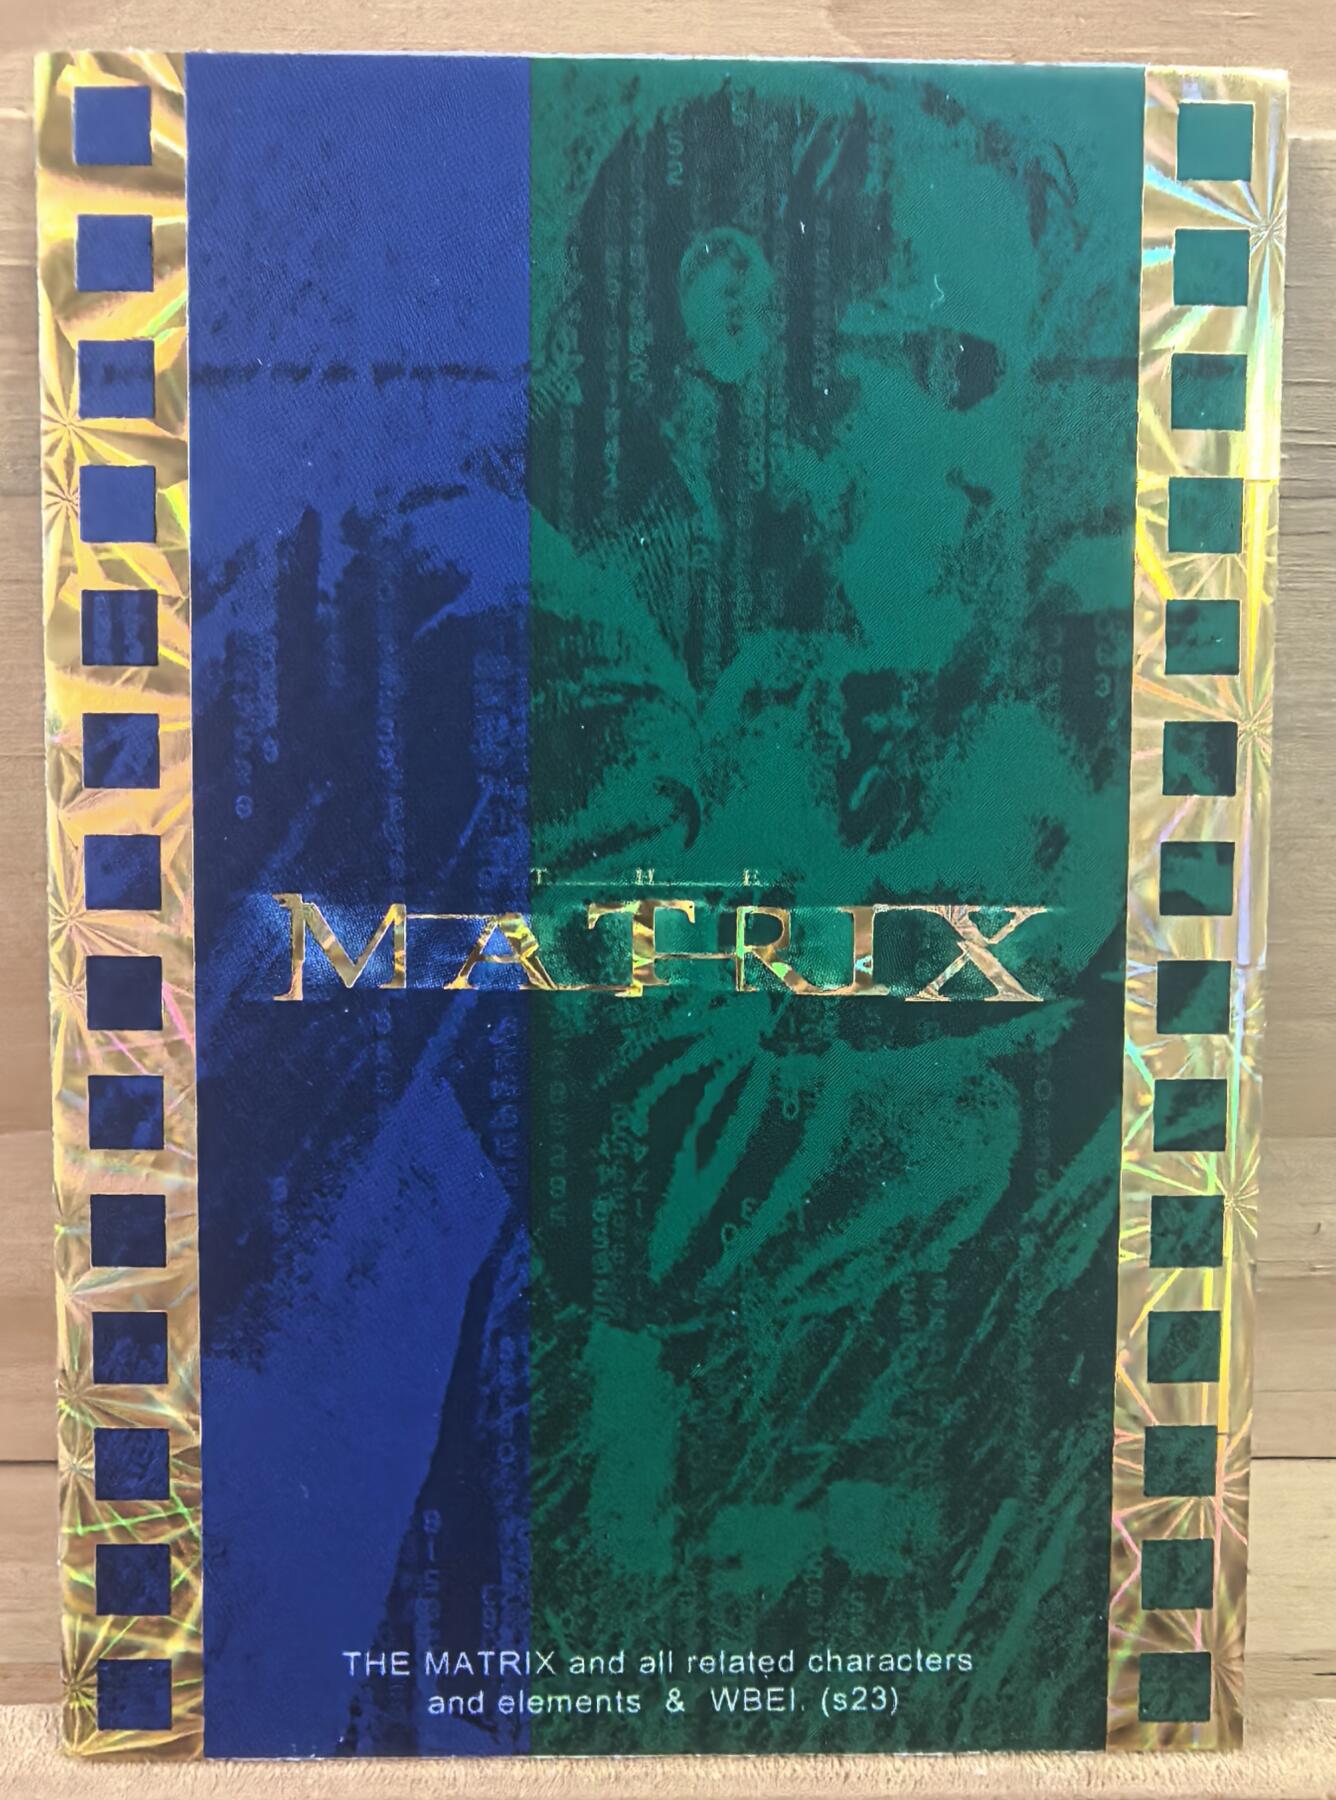 THE
MATRIX
THE MATRIX and all related characters
and elements & WBEI. (s23)